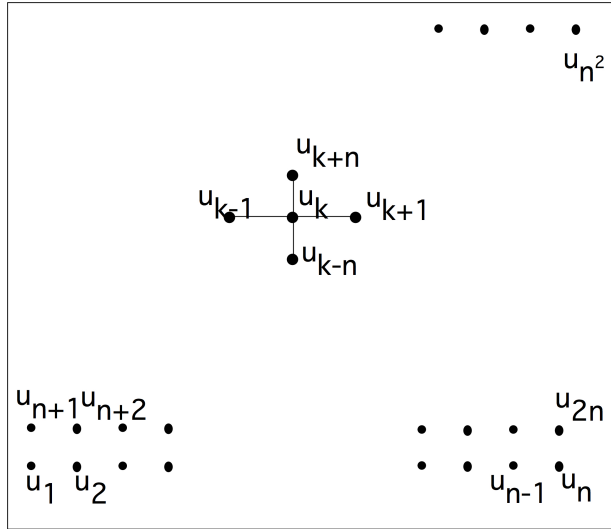 u_{n^2}
u_{k+n}
u_{k-1} u_k u_{k+1}
u_{k-n}
u_{n+1} u_{n+2} u_{2n}
u_1 u_2 u_{n-1} u_n